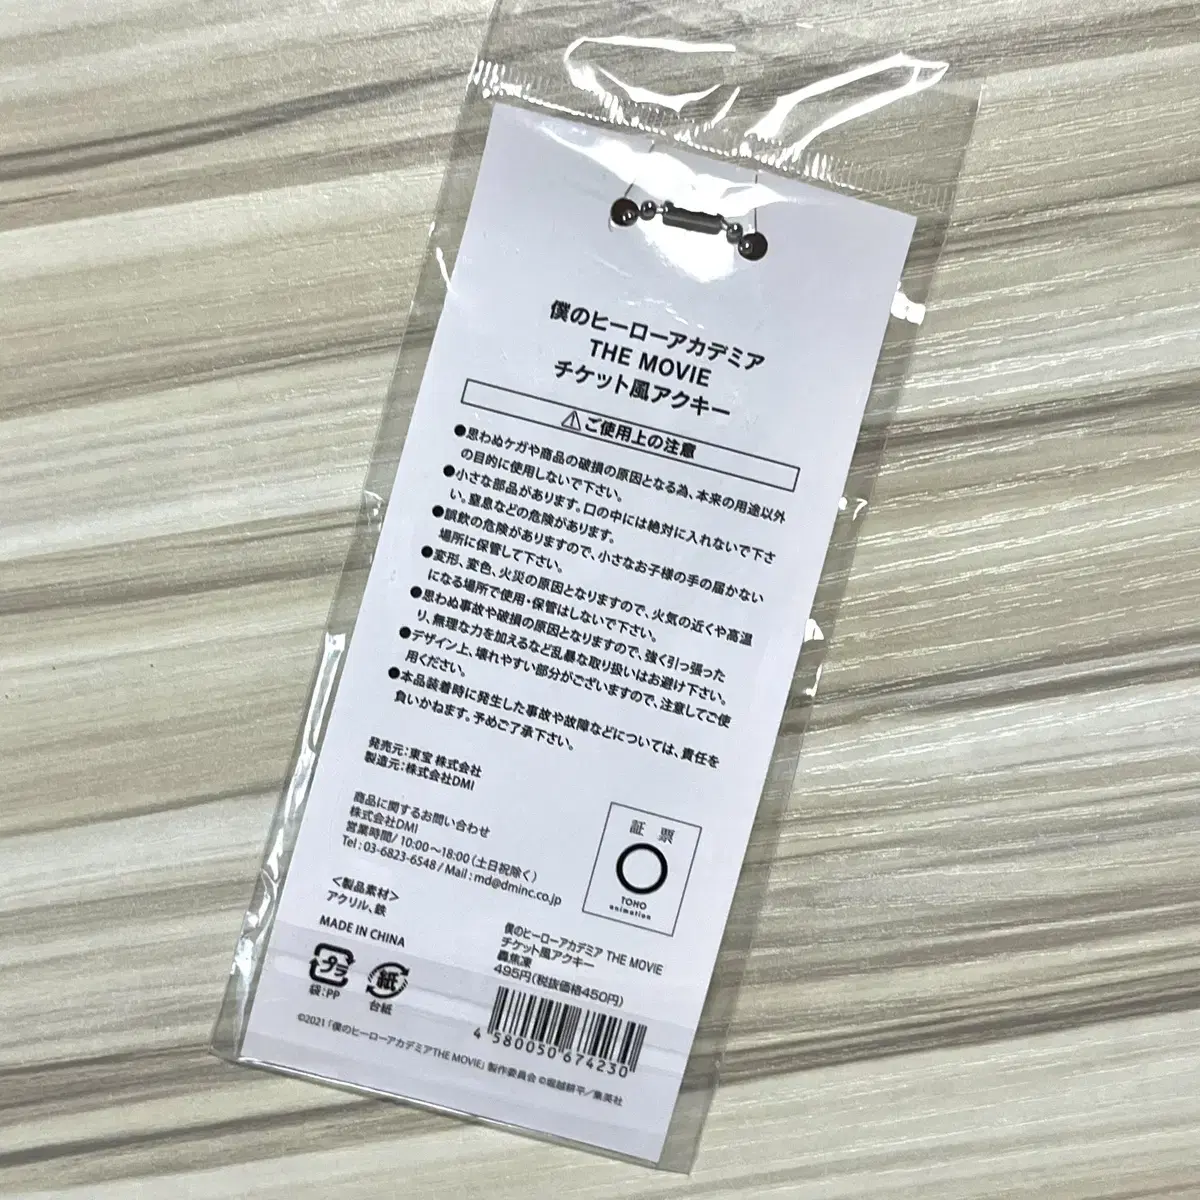 僕のヒーローアカデミア
THE MOVIE
チケット風アクキー
⚠ご使用上の注意
●思わぬケガや商品の破損の原因となる為、本来の用途以外
の目的に使用しないで下さい。
●小さな部品があります。口の中には絶対に入れないで下さ
い。窒息などの危険があります。
●誤飲の危険がありますので、小さなお子様の手の届かない
場所に保管して下さい。
●変形、変色、火災の原因となりますので、火気の近くや高温
になる場所で使用・保管はしないで下さい。
●思わぬ事故や破損の原因となりますので、強く引っ張った
り、無理な力を加えるなど乱暴な取り扱いはお避け下さい。
●デザイン上、壊れやすい部分がございますので、注意してご使
用ください。
●本品装着時に発生した事故や故障などについては、責任を
負いかねます。予めご了承下さい。
発売元:東宝 株式会社
製造元:株式会社DMI
商品に関するお問い合わせ
株式会社DMI
営業時間/ 10:00〜18:00(土日祝除く)
Tel : 03-6823-6548 / Mail : md@dminc.co.jp
<製品素材>
アクリル、鉄
MADE IN CHINA
プラ
袋:PP
紙
台紙
証 票
TOHO
animation
僕のヒーローアカデミア THE MOVIE
チケット風アクキー
轟焦凍
495円(税抜価格450円)
4 580050 674230
©2021「僕のヒーローアカデミアTHE MOVIE」製作委員会 ©堀越耕平/集英社